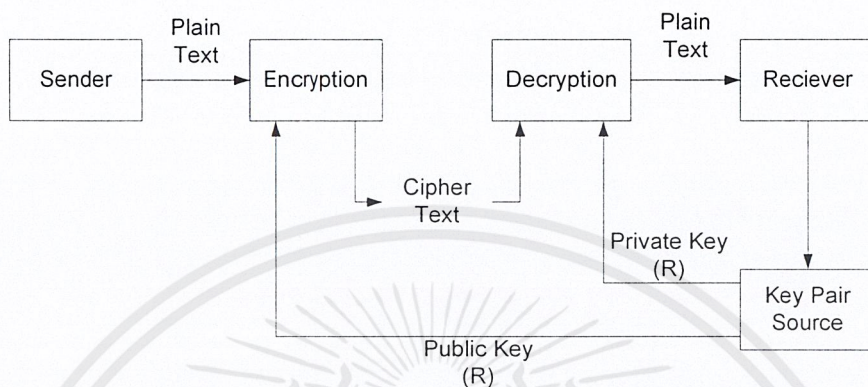 Plain
Text
Plain
Text
Sender
Encryption
Decryption
Reciever
Cipher
Text
Private Key
(R)
Key Pair
Source
Public Key
(R)